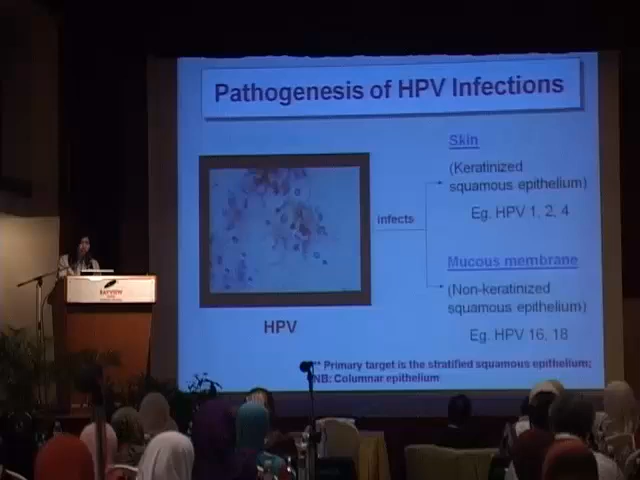 Pathogenesis of HPV Infections
Skin
(Keratinized
squamous epithelium)
Eg. HPV 1, 2, 4
infects
Mucous membrane
(Non-keratinized
squamous epithelium)
Eg. HPV 16, 18
HPV
** Primary target is the stratified squamous epithelium;
NB: Columnar epithelium
BAYVIEW